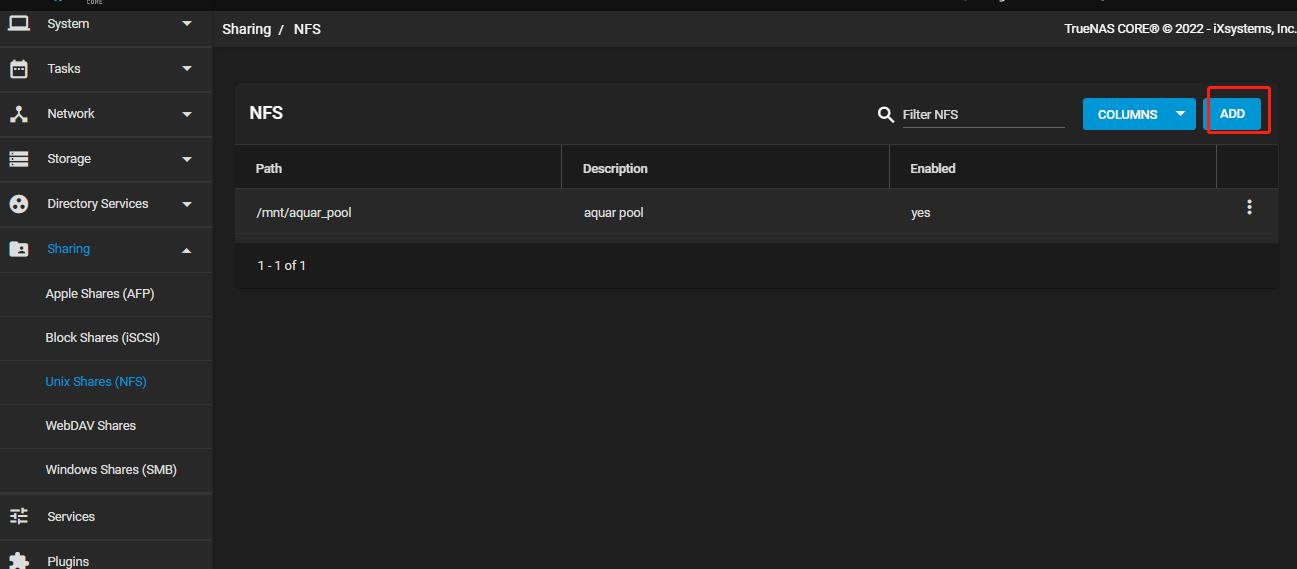 CORE
System
Sharing / NFS
TrueNAS CORE® © 2022 - iXsystems, Inc.
Tasks
Network
Storage
Directory Services
Sharing
Apple Shares (AFP)
Block Shares (iSCSI)
Unix Shares (NFS)
WebDAV Shares
Windows Shares (SMB)
Services
Plugins
NFS
Filter NFS
COLUMNS
ADD
Path Description Enabled
/mnt/aquar_pool aquar pool yes
1 - 1 of 1